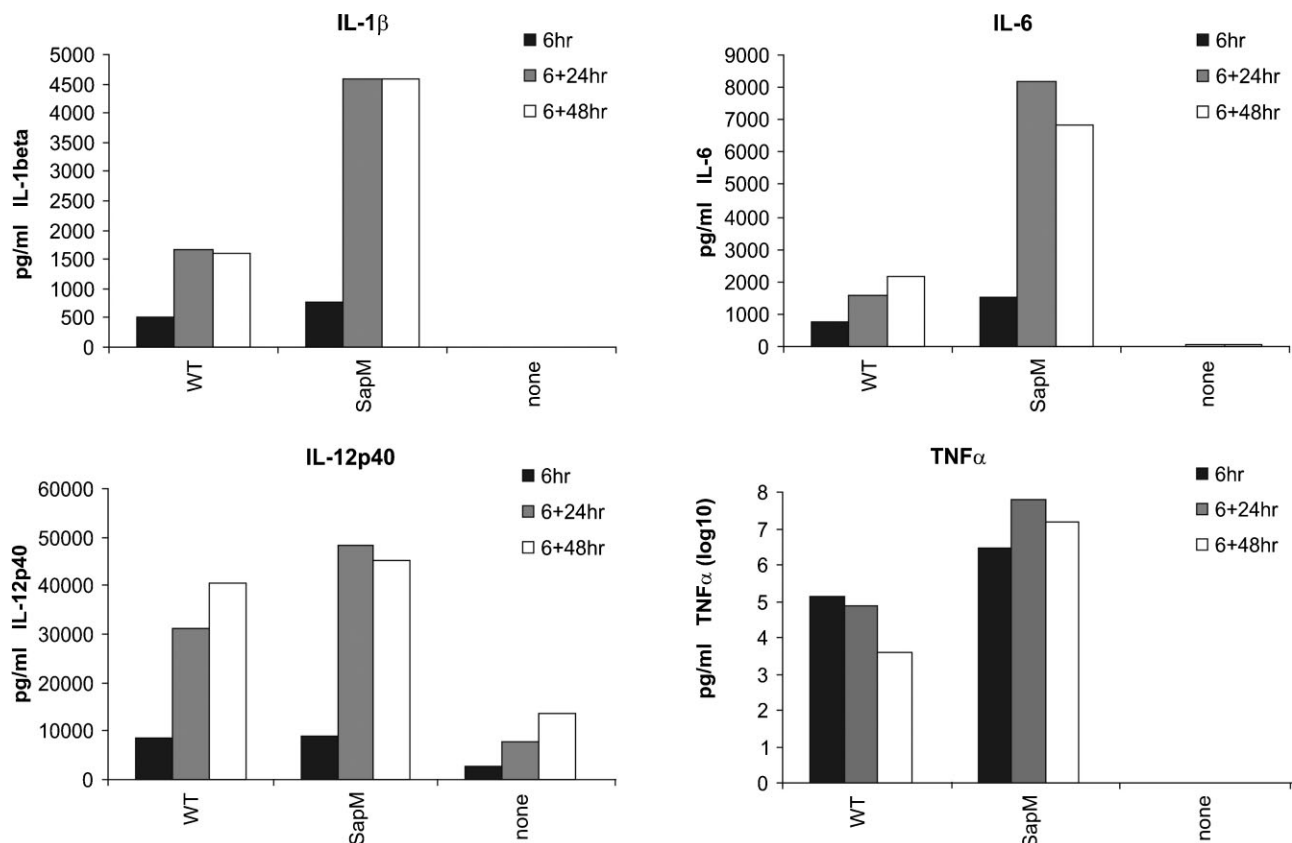 IL-1β
pg/ml IL-1beta
5000
4500
4000
3500
3000
2500
2000
1500
1000
500
0
6hr
6+24hr
6+48hr
WT
SapM
none
IL-6
pg/ml IL-6
9000
8000
7000
6000
5000
4000
3000
2000
1000
0
6hr
6+24hr
6+48hr
WT
SapM
none
IL-12p40
pg/ml IL-12p40
60000
50000
40000
30000
20000
10000
0
6hr
6+24hr
6+48hr
WT
SapM
none
TNFα
pg/ml TNFα (log10)
8
7
6
5
4
3
2
1
0
6hr
6+24hr
6+48hr
WT
SapM
none